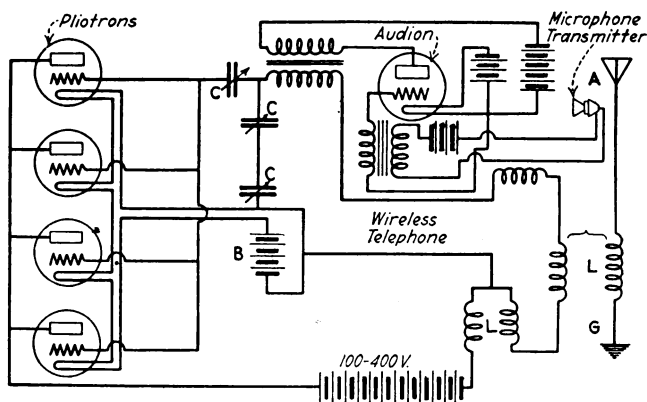 Pliotrons
Audion
Microphone
Transmitter
A
C
C
C
Wireless
Telephone
B
L
L
G
100-400 V.